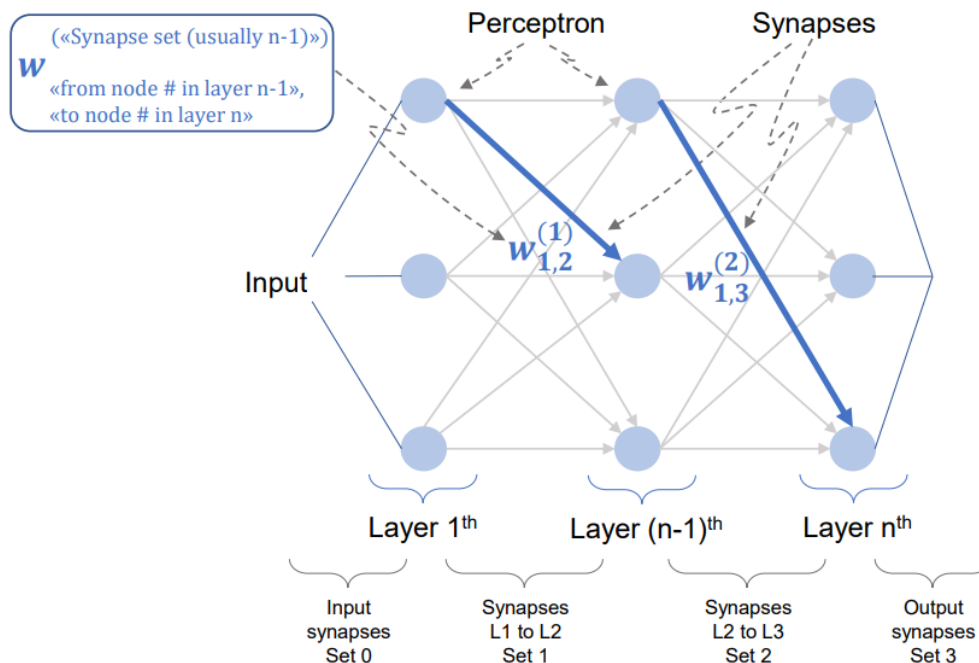 («Synapse set (usually n-1)»)
w
«from node # in layer n-1»,
«to node # in layer n»
Perceptron
Synapses
w_{1,2}^{(1)}
w_{1,3}^{(2)}
Input
Layer 1th
Layer (n-1)th
Layer nth
Input
synapses
Set 0
Synapses
L1 to L2
Set 1
Synapses
L2 to L3
Set 2
Output
synapses
Set 3